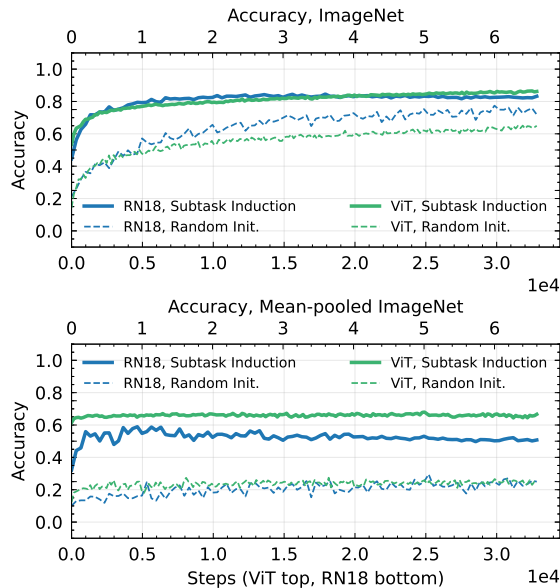 Accuracy, ImageNet
0 1 2 3 4 5 6
1.0
0.8
0.6
0.4
0.2
0.0
Accuracy
RN18, Subtask Induction
RN18, Random Init.
ViT, Subtask Induction
ViT, Random Init.
0.0 0.5 1.0 1.5 2.0 2.5 3.0
1e4
Accuracy, Mean-pooled ImageNet
0 1 2 3 4 5 6
1.0
0.8
0.6
0.4
0.2
0.0
Accuracy
RN18, Subtask Induction
RN18, Random Init.
ViT, Subtask Induction
ViT, Randon Init.
0.0 0.5 1.0 1.5 2.0 2.5 3.0
Steps (ViT top, RN18 bottom)
1e4